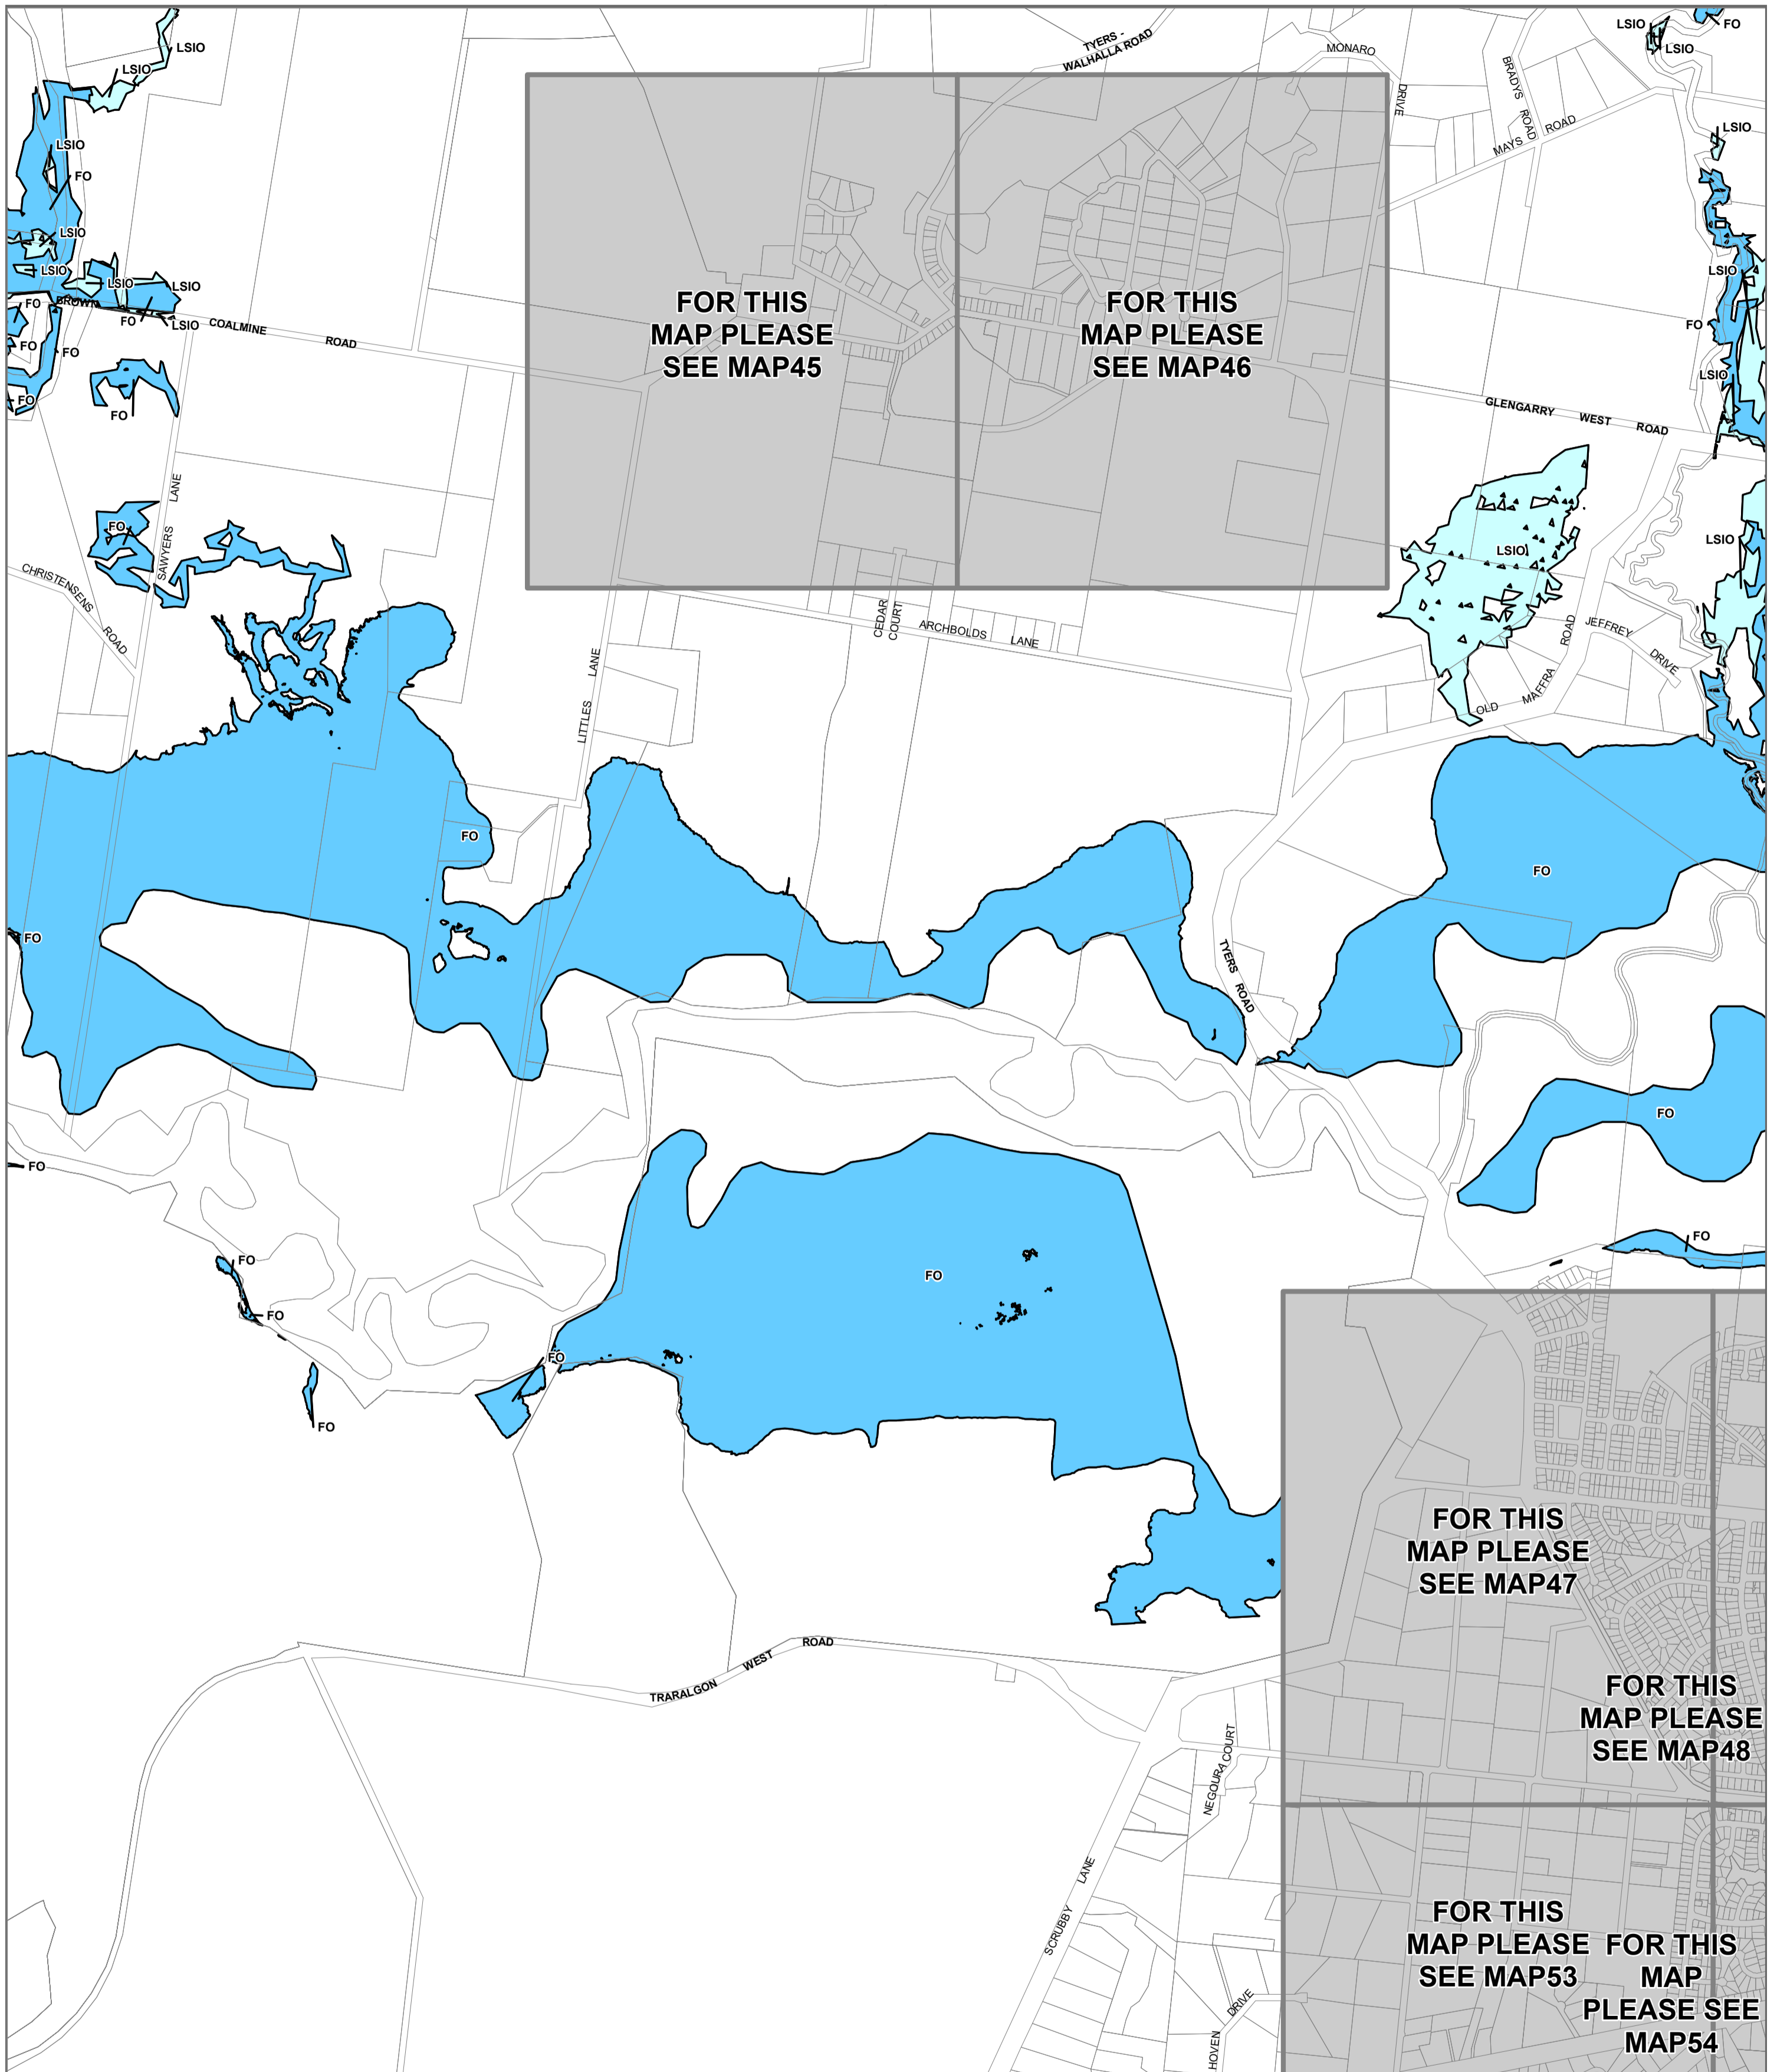 LSIO
FO
TYERS -
WALHALLA ROAD
MONARO
DRIVE
BRADYS ROAD
MAYS ROAD
LSIO
LSIO
LSIO
LSIO
LSIO
FO
LSIO
LSIO
LSIO
LSIO
LSIO
FO
BROWN
FO
LSIO
COALMINE ROAD
FO
FO
FO
FO
FOR THIS
MAP PLEASE
SEE MAP45
FOR THIS
MAP PLEASE
SEE MAP46
LSIO
FO
LSIO
GLENGARRY WEST ROAD
SAWYERS LANE
FO
CHRISTENSENS ROAD
LSIO
LSIO
CEDAR
COURT
ARCHBOLDS LANE
LITTLES LANE
JEFFREY DRIVE
OLD MAFFRA ROAD
FO
FO
FO
TYERS ROAD
FO
FO
FO
FO
FO
FO
FO
FO
FOR THIS
MAP PLEASE
SEE MAP47
TRARALGON WEST ROAD
FOR THIS
MAP PLEASE
SEE MAP48
NEGOURA COURT
SCRUBBY LANE
FOR THIS
MAP PLEASE
SEE MAP53
FOR THIS
MAP
PLEASE SEE
MAP54
HOVEN DRIVE